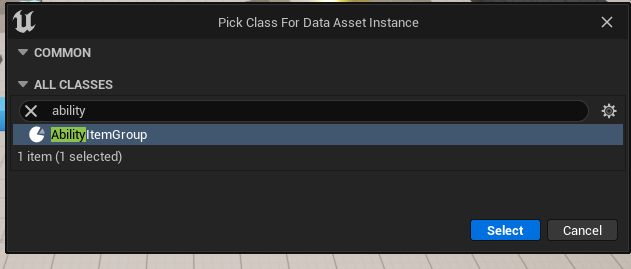 Pick Class For Data Asset Instance
COMMON
ALL CLASSES
ability
AbilityItemGroup
1 item (1 selected)
Select
Cancel